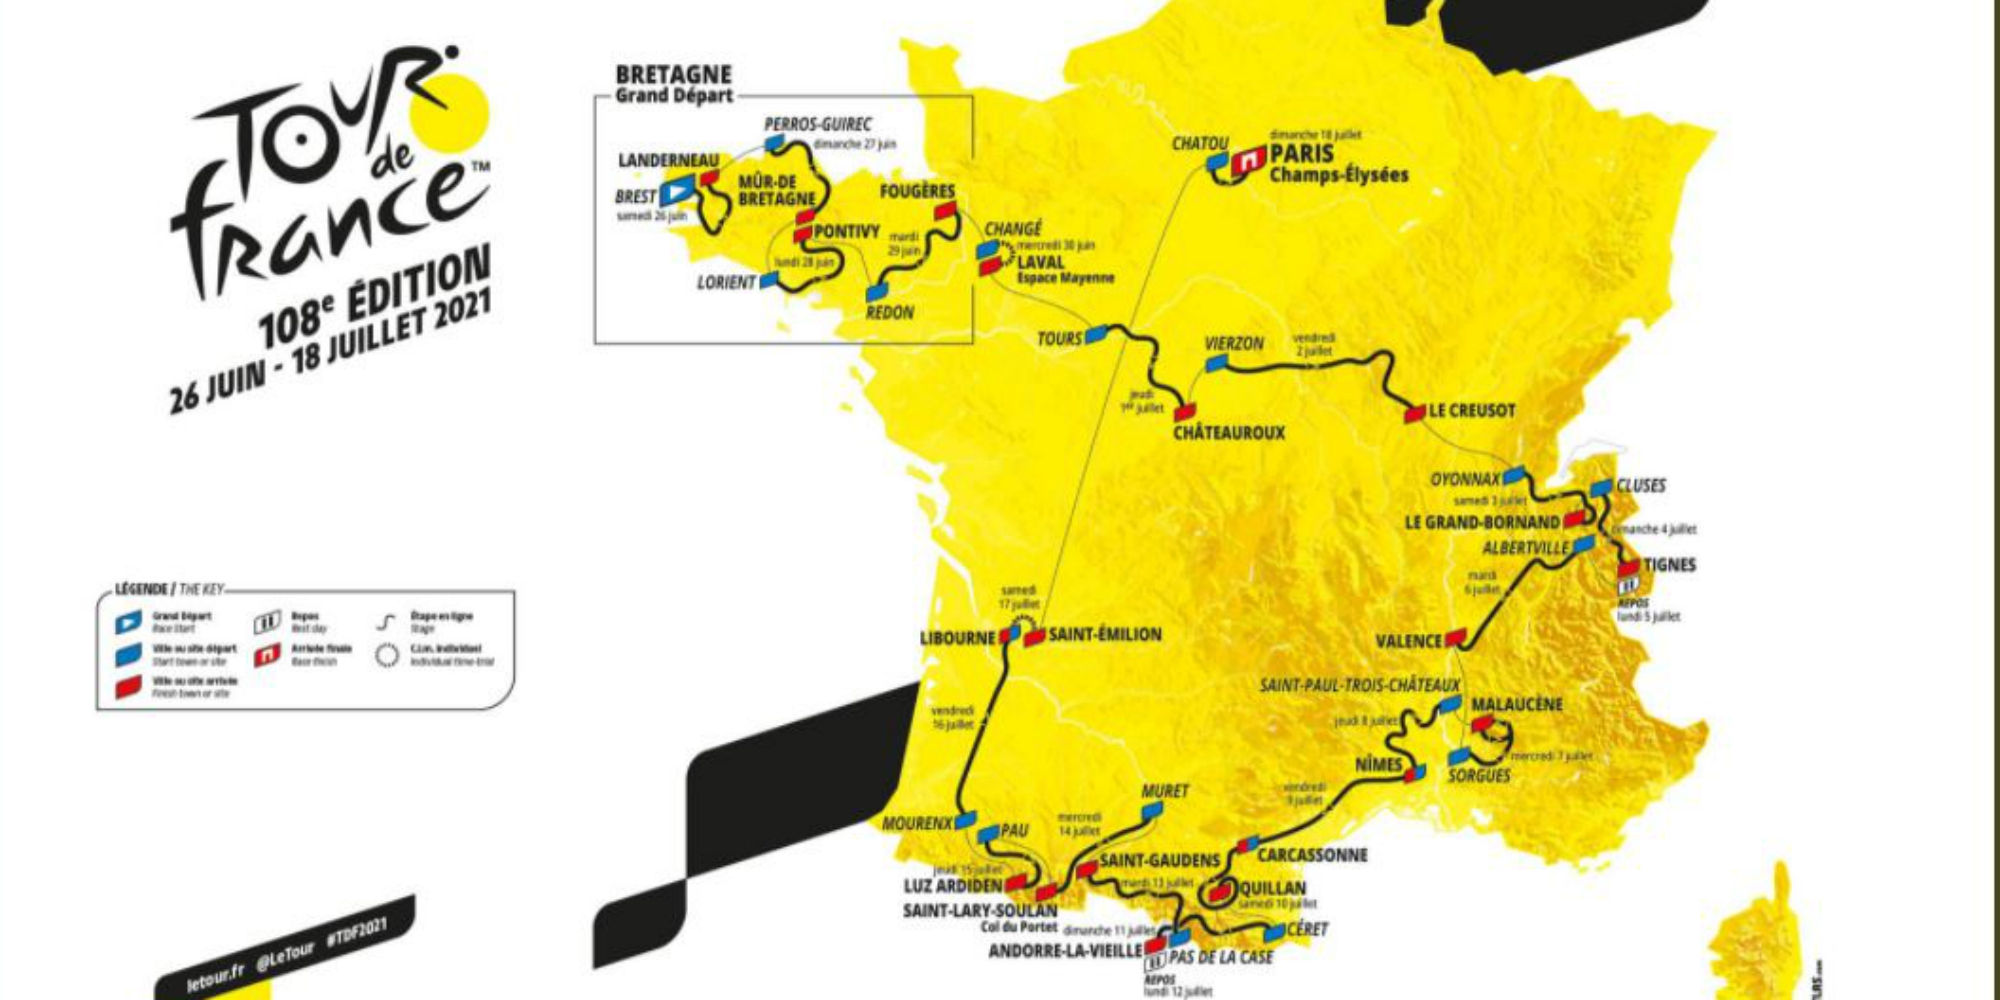 TOUR
de
france™
108e ÉDITION
26 JUIN - 18 JUILLET 2021
BRETAGNE
Grand Départ
PERROS-GUIREC
dimanche 27 juin
LANDERNEAU
BREST
samedi 26 juin
MÛR-DE
BRETAGNE
FOUGÈRES
PONTIVY
mardi
29 juin
lundi 28 juin
LORIENT
REDON
CHANGÉ
mercredi 30 juin
LAVAL
Espace Mayenne
CHATOU
dimanche 18 juillet
PARIS
Champs-Élysées
TOURS
VIERZON
vendredi
2 juillet
jeudi
1er juillet
CHÂTEAUROUX
LE CREUSOT
OYONNAX
samedi 3 juillet
CLUSES
LE GRAND-BORNAND
dimanche 4 juillet
ALBERTVILLE
TIGNES
mardi
6 juillet
REPOS
lundi 5 juillet
LÉGENDE / THE KEY
Grand Départ
Race Start
Repos
Rest day
Étape en ligne
Stage
Ville ou site départ
Start town or site
Arrivée finale
Race finish
C.l.m. individuel
Individual time-trial
Ville ou site arrivée
Finish town or site
samedi
17 juillet
LIBOURNE
SAINT-ÉMILION
VALENCE
SAINT-PAUL-TROIS-CHÂTEAUX
MALAUCÈNE
vendredi
16 juillet
jeudi 8 juillet
mercredi 7 juillet
NÎMES
SORGUES
MURET
vendredi
9 juillet
MOURENX
PAU
mercredi
14 juillet
CARCASSONNE
SAINT-GAUDENS
jeudi 15 juillet
LUZ ARDIDEN
mardi 13 juillet
QUILLAN
samedi 10 juillet
SAINT-LARY-SOULAN
Col du Portet
dimanche 11 juillet
CÉRET
ANDORRE-LA-VIEILLE
PAS DE LA CASE
REPOS
lundi 12 juillet
letour.fr @LeTour #TDF2021